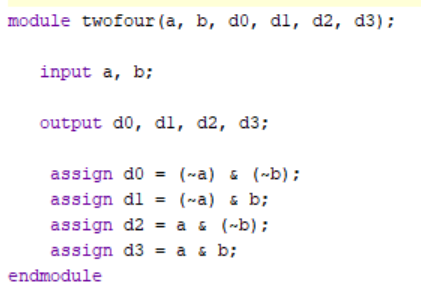 module twofour(a, b, d0, d1, d2, d3);
input a, b;
output d0, d1, d2, d3;
assign d0 = (~a) & (~b);
assign d1 = (~a) & b;
assign d2 = a & (~b);
assign d3 = a & b;
endmodule